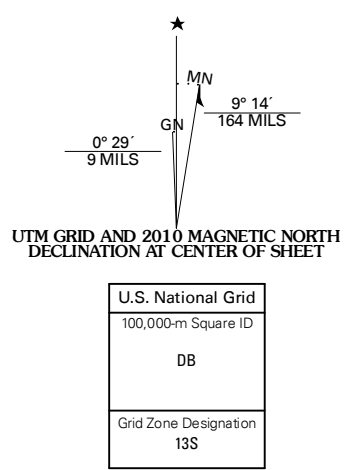 MN
9° 14´
164 MILS
GN
0° 29´
9 MILS
UTM GRID AND 2010 MAGNETIC NORTH
DECLINATION AT CENTER OF SHEET
U.S. National Grid
100,000-m Square ID
DB
Grid Zone Designation
13S